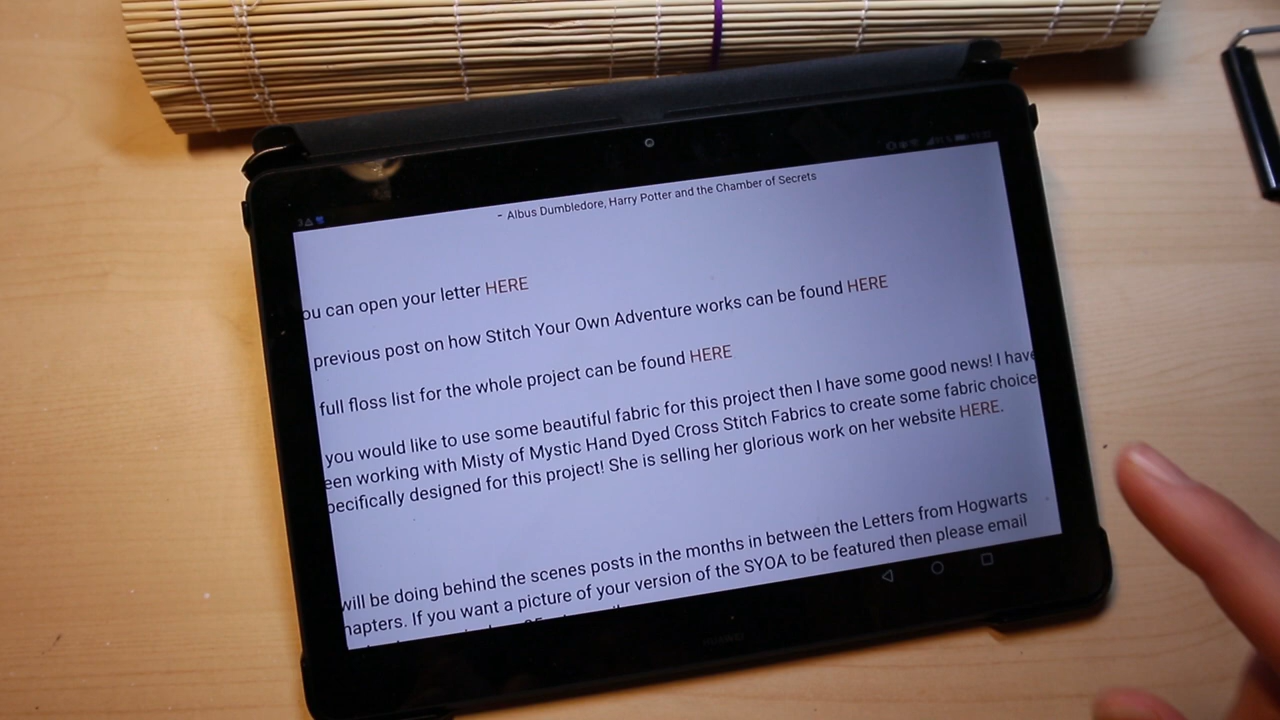 - Albus Dumbledore, Harry Potter and the Chamber of Secrets
ou can open your letter HERE
previous post on how Stitch Your Own Adventure works can be found HERE
full floss list for the whole project can be found HERE
you would like to use some beautiful fabric for this project then I have some good news! I have
een working with Misty of Mystic Hand Dyed Cross Stitch Fabrics to create some fabric choice
pecifically designed for this project! She is selling her glorious work on her website HERE.
will be doing behind the scenes posts in the months in between the Letters from Hogwarts
hapters. If you want a picture of your version of the SYOA to be featured then please email
HUAWEI